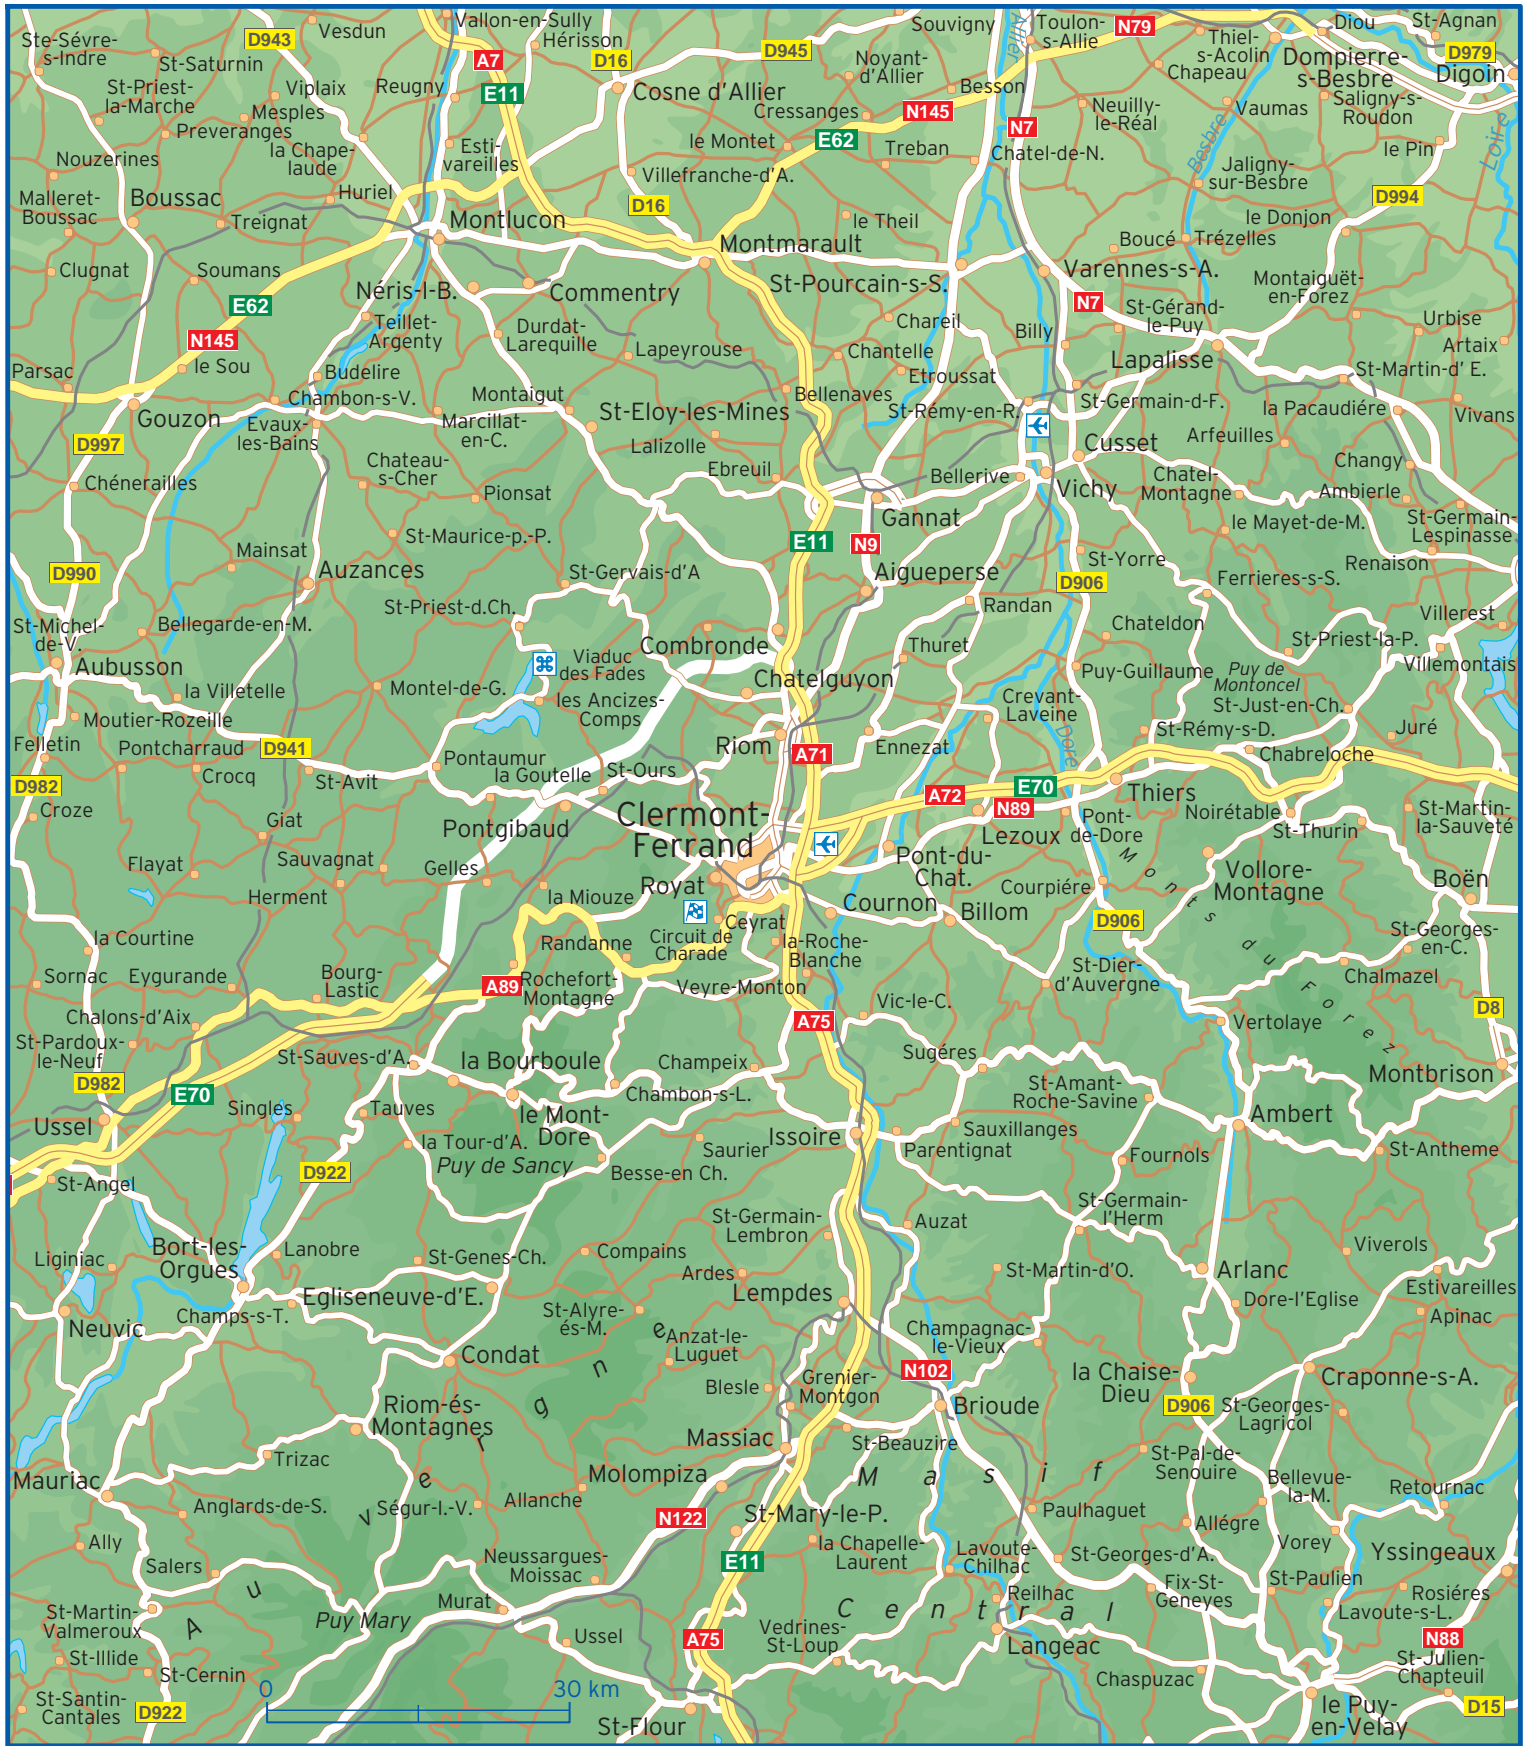 Ste-Sévre-
s-Indre
D943
Vesdun
Vallon-en-Sully
Hérisson
A7
E11
D16
D945
Souvigny
Allier
Toulon-
s-Allie
N79
Thiel-
s-Acolin
Chapeau
Diou
St-Agnan
D979
Dompierre-
s-Besbre
Digoin
St-Saturnin
St-Priest-
la-Marche
Viplaix
Mesples
Preveranges
Reugny
Cosne d'Allier
Noyant-
d'Allier
Besson
Cressanges
N145
E62
le Montet
Treban
N7
Neuilly-
le-Réal
Vaumas
Saligny-s-
Roudon
Besbre
Loire
le Pin
Nouzerines
la Chape-
laude
Esti-
vareilles
Chatel-de-N.
Jaligny-
sur-Besbre
D994
Malleret-
Boussac
Boussac
Huriel
Villefranche-d'A.
D16
Treignat
Montlucon
le Theil
le Donjon
Boucé
Trézelles
Montmarault
Clugnat
Soumans
Néris-l-B.
Commentry
St-Pourcain-s-S.
Varennes-s-A.
Montaiguët-
en-Forez
E62
N145
Teillet-
Argenty
Durdat-
Larequille
Chareil
Billy
N7
St-Gérand-
le-Puy
Urbise
Artaix
Parsac
le Sou
Budelire
Lapeyrouse
Chantelle
Etroussat
Lapalisse
St-Martin-d' E.
Gouzon
Chambon-s-V.
Montaigut
Bellenaves
St-Rémy-en-R.
St-Germain-d-F.
la Pacaudiére
Vivans
D997
Evaux-
les-Bains
Marcillat-
en-C.
St-Eloy-les-Mines
Lalizolle
Cusset
Arfeuilles
Changy
Chénerailles
Chateau-
s-Cher
Pionsat
Ebreuil
Bellerive
Vichy
Chatel-
Montagne
Ambierle
Gannat
le Mayet-de-M.
St-Germain-
Lespinasse
Mainsat
St-Maurice-p.-P.
E11
N9
St-Yorre
Renaison
D990
Auzances
St-Gervais-d'A
Aigueperse
D906
Ferrieres-s-S.
St-Michel-
de-V.
Bellegarde-en-M.
St-Priest-d.Ch.
Combronde
Randan
Chateldon
Villerest
St-Priest-la-P.
Aubusson
Viaduc
des Fades
Thuret
Puy-Guillaume
Puy de
Montoncel
Villemontais
la Villetelle
Montel-de-G.
les Ancizes-
Comps
Chatelguyon
Crevant-
Laveine
St-Just-en-Ch.
Moutier-Rozeille
Felletin
Pontcharraud
D941
Riom
A71
Ennezat
Dore
St-Rémy-s-D.
Juré
Chabreloche
D982
Crocq
St-Avit
Pontaumur
la Goutelle
St-Ours
A72
E70
N89
Thiers
Noirétable
St-Martin-
la-Sauveté
Croze
Giat
Pontgibaud
Clermont-
Ferrand
Lezoux
Pont-
de-Dore
St-Thurin
Flayat
Sauvagnat
Gelles
Royat
Pont-du-
Chat.
Courpiére
Vollore-
Montagne
Boën
Herment
la Miouze
Ceyrat
Cournon
Billom
D906
Monts du Forez
la Courtine
Randanne
Circuit de
Charade
la-Roche-
Blanche
St-Georges-
en-C.
Sornac
Eygurande
Bourg-
Lastic
A89
Rochefort-
Montagne
Veyre-Monton
St-Dier-
d'Auvergne
Chalmazel
Chalons-d'Aix
A75
Vic-le-C.
Vertolaye
D8
St-Pardoux-
le-Neuf
St-Sauves-d'A.
la Bourboule
Champeix
Sugéres
Montbrison
D982
E70
Singles
Tauves
Chambon-s-L.
St-Amant-
Roche-Savine
Ambert
Ussel
le Mont-
Dore
la Tour-d'A.
Puy de Sancy
Saurier
Issoire
Sauxillanges
Parentignat
Fournols
St-Antheme
St-Angel
D922
Besse-en Ch.
Auzat
St-Germain-
l'Herm
Liginiac
Bort-les-
Orgues
Lanobre
St-Genes-Ch.
Compains
St-Germain-
Lembron
Viverols
Ardes
St-Martin-d'O.
Arlanc
Estivareilles
Egliseneuve-d'E.
Champs-s-T.
Lempdes
Dore-l'Eglise
Apinac
Neuvic
St-Alyre-
és-M.
Anzat-le-
Luguet
Champagnac-
le-Vieux
Condat
N102
la Chaise-
Dieu
Craponne-s-A.
Blesle
Grenier-
Montgon
Riom-és-
Montagnes
Brioude
D906
St-Georges-
Lagricol
Massiac
St-Beauzire
Trizac
St-Pal-de-
Senouire
Mauriac
Molompiza
Masif
Bellevue-
la-M.
Retournac
Anglards-de-S.
Ségur-l.-V.
Allanche
N122
St-Mary-le-P.
Paulhaguet
Allégre
Ally
Auvergne
E11
la Chapelle-
Laurent
Vorey
Salers
Neussargues-
Moissac
Lavoute-
Chilhac
St-Georges-d'A.
Yssingeaux
Fix-St-
Geneyes
St-Paulien
Rosiéres
St-Martin-
Valmeroux
Puy Mary
Murat
Central
Reilhac
Lavoute-s-L.
Vedrines-
St-Loup
Ussel
A75
Langeac
N88
St-Illide
St-Cernin
St-Julien-
Chapteuil
Chaspuzac
0
30 km
St-Santin-
Cantales
D922
St-Flour
le Puy-
en-Velay
D15